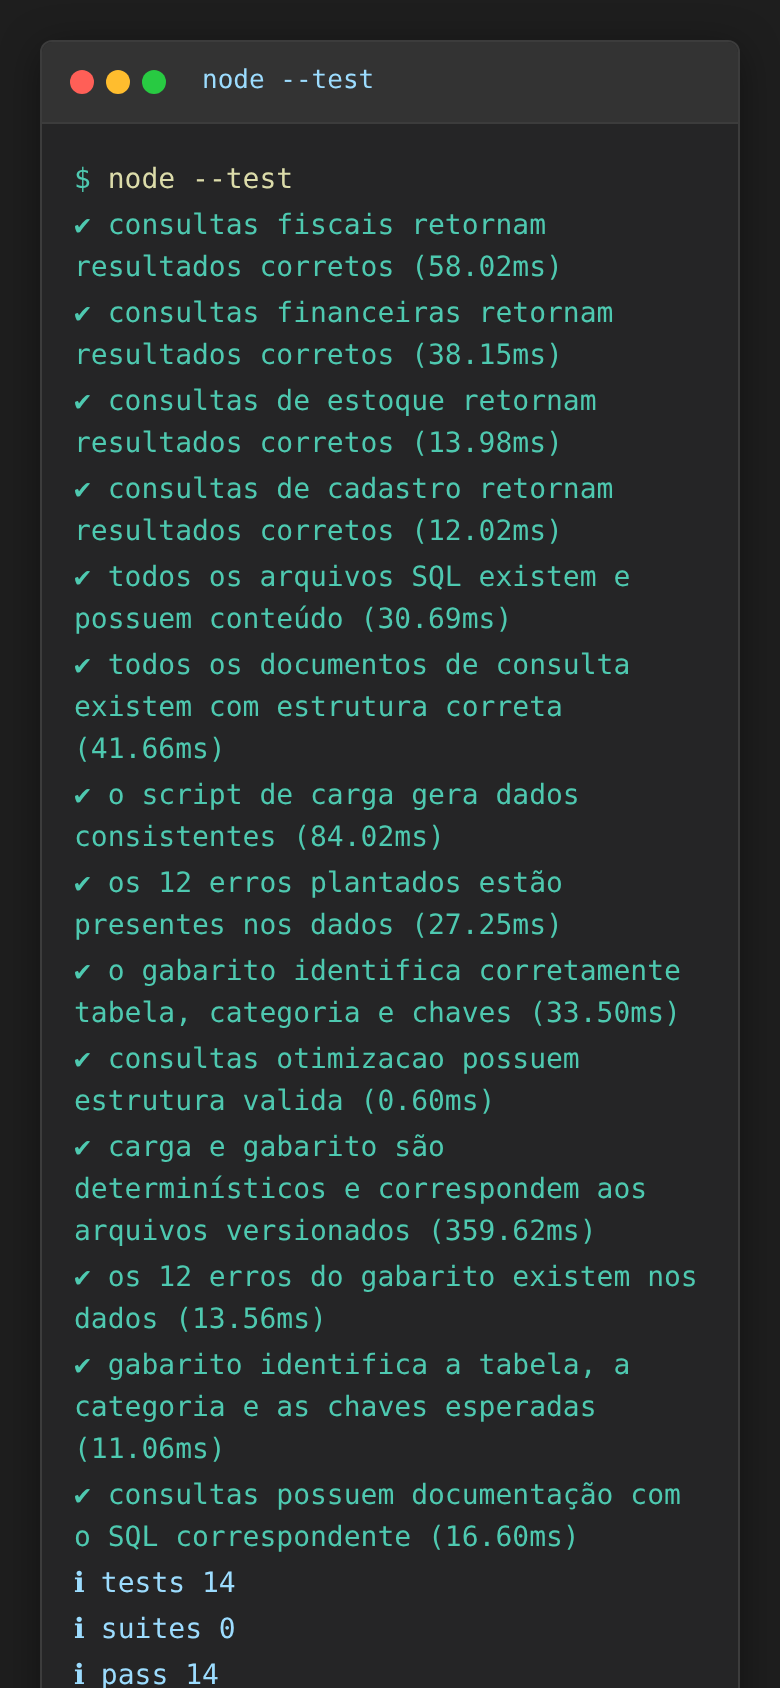 node --test
$ node --test
✔ consultas fiscais retornam
resultados corretos (58.02ms)
✔ consultas financeiras retornam
resultados corretos (38.15ms)
✔ consultas de estoque retornam
resultados corretos (13.98ms)
✔ consultas de cadastro retornam
resultados corretos (12.02ms)
✔ todos os arquivos SQL existem e
possuem conteúdo (30.69ms)
✔ todos os documentos de consulta
existem com estrutura correta
(41.66ms)
✔ o script de carga gera dados
consistentes (84.02ms)
✔ os 12 erros plantados estão
presentes nos dados (27.25ms)
✔ o gabarito identifica corretamente
tabela, categoria e chaves (33.50ms)
✔ consultas otimizacao possuem
estrutura valida (0.60ms)
✔ carga e gabarito são
determinísticos e correspondem aos
arquivos versionados (359.62ms)
✔ os 12 erros do gabarito existem nos
dados (13.56ms)
✔ gabarito identifica a tabela, a
categoria e as chaves esperadas
(11.06ms)
✔ consultas possuem documentação com
o SQL correspondente (16.60ms)
ℹ tests 14
ℹ suites 0
ℹ pass 14